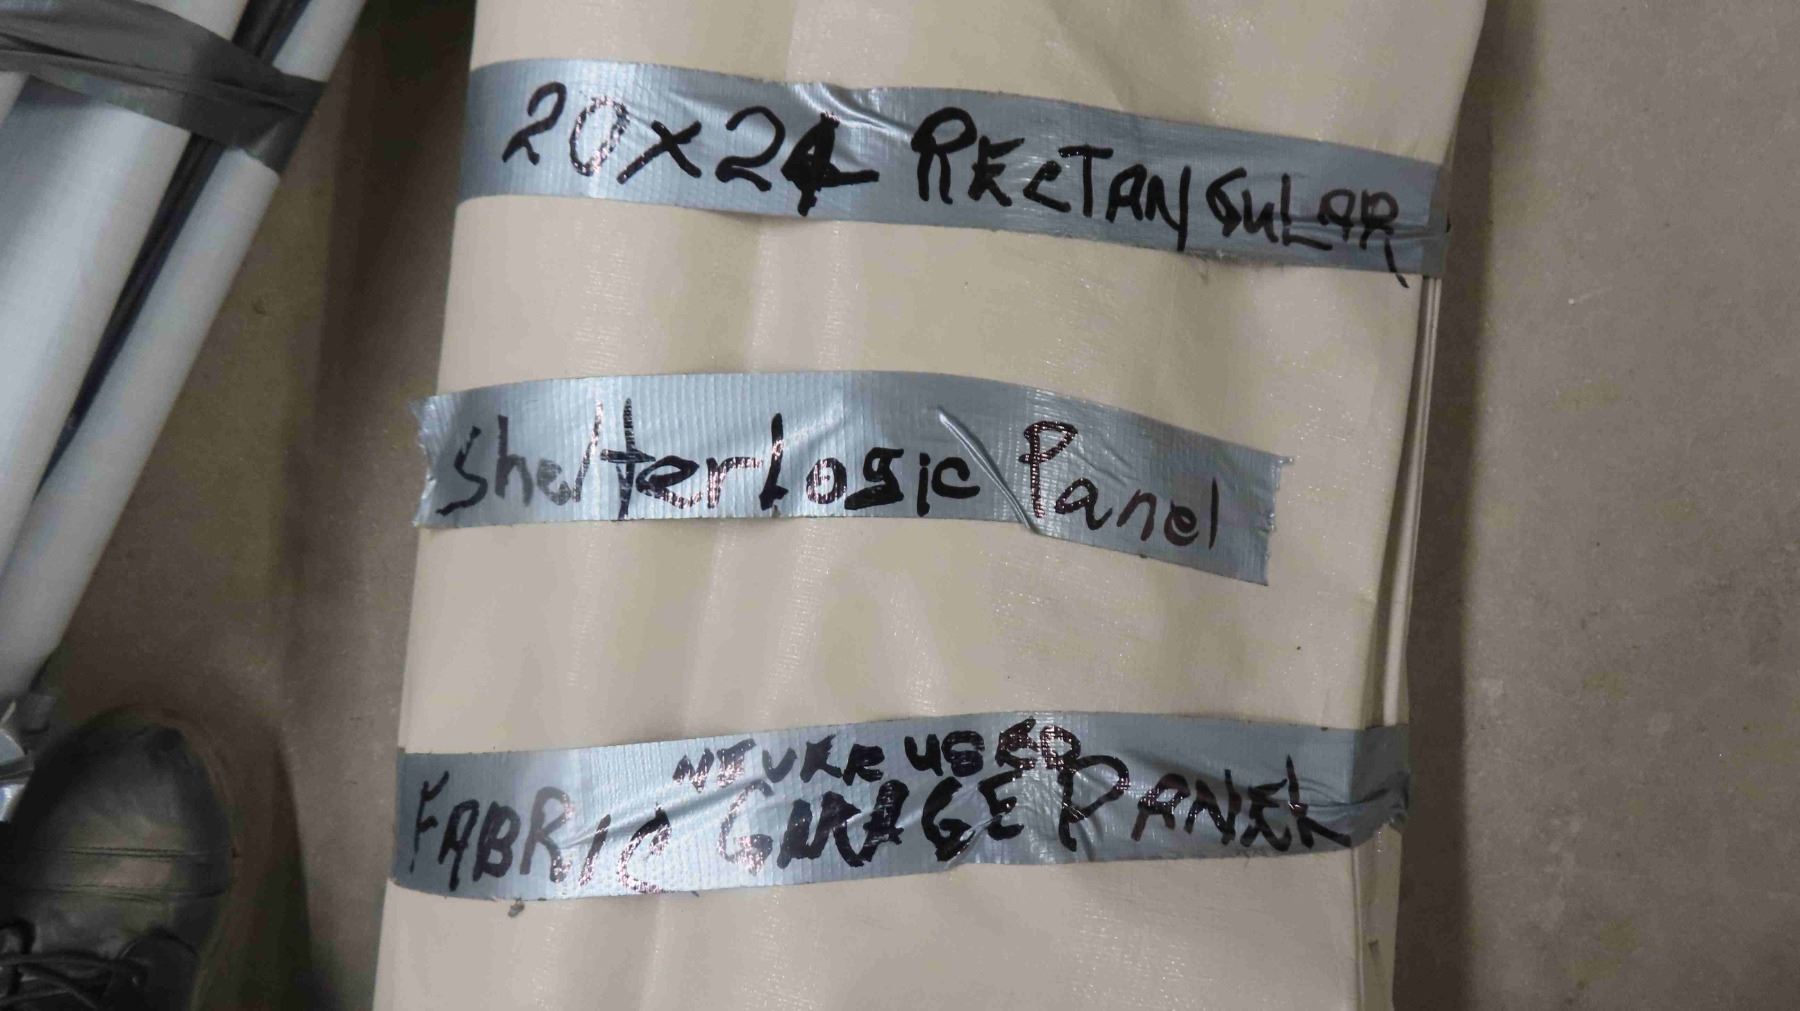 20x24 RECTANGULAR
ShelterLogic Panel
NEVER USED
FABRIC GARAGE PANEL